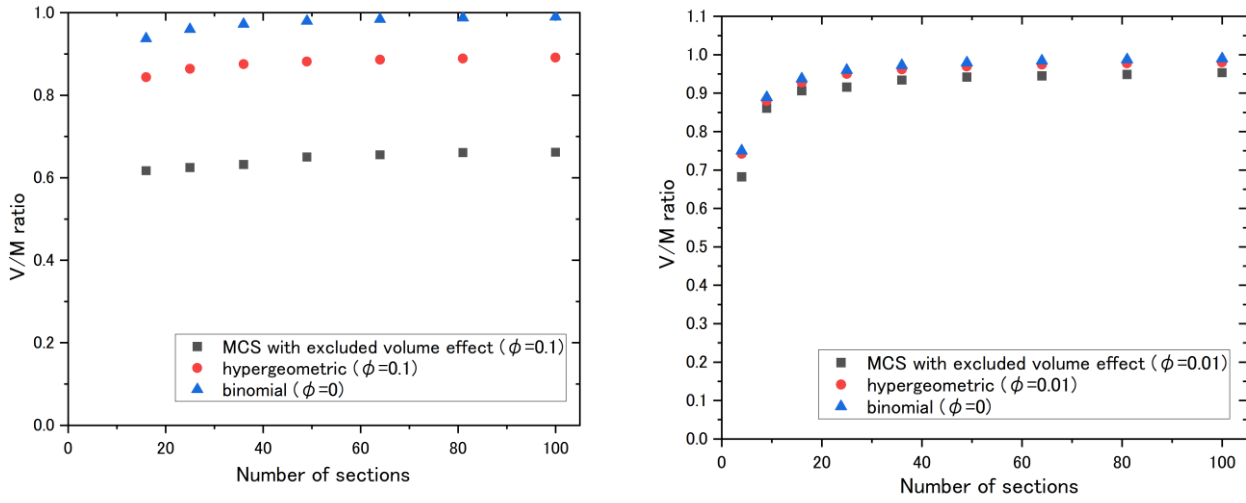 1.0
0.8
0.6
0.4
0.2
0.0
V/M ratio
0 20 40 60 80 100
Number of sections
MCS with excluded volume effect (ϕ=0.1)
hypergeometric (ϕ=0.1)
binomial (ϕ=0)
1.1
1.0
0.9
0.8
0.7
0.6
0.5
0.4
0.3
0.2
0.1
0.0
V/M ratio
0 20 40 60 80 100
Number of sections
MCS with excluded volume effect (ϕ=0.01)
hypergeometric (ϕ=0.01)
binomial (ϕ=0)